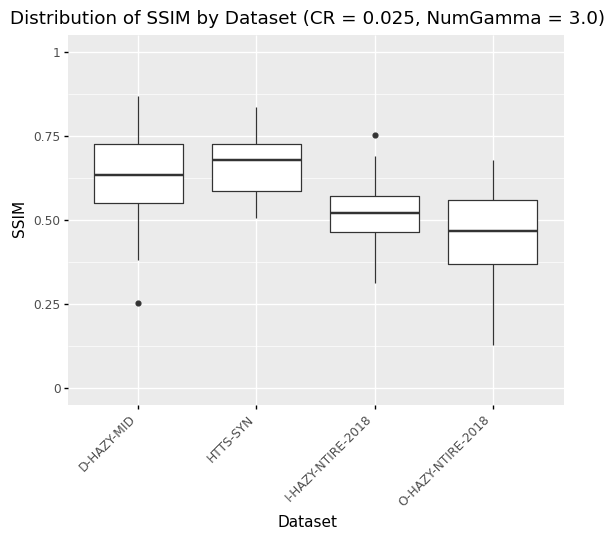 Distribution of SSIM by Dataset (CR = 0.025, NumGamma = 3.0)
1
0.75
0.50
0.25
0
SSIM
D-HAZY-MID
HTTS-SYN
I-HAZY-NTIRE-2018
O-HAZY-NTIRE-2018
Dataset